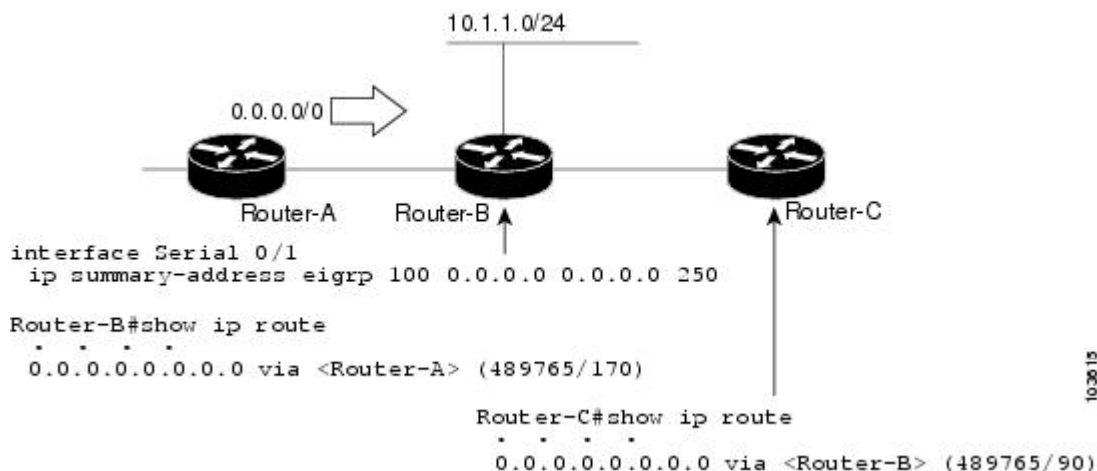 10.1.1.0/24
0.0.0.0/0
Router-A
Router-B
Router-C
interface Serial 0/1
ip summary-address eigrp 100 0.0.0.0 0.0.0.0 250
Router-B#show ip route
. . . .
0.0.0.0.0.0.0.0 via <Router-A> (489765/170)
Router-C#show ip route
. . . .
0.0.0.0.0.0.0.0 via <Router-B> (489765/90)
103615